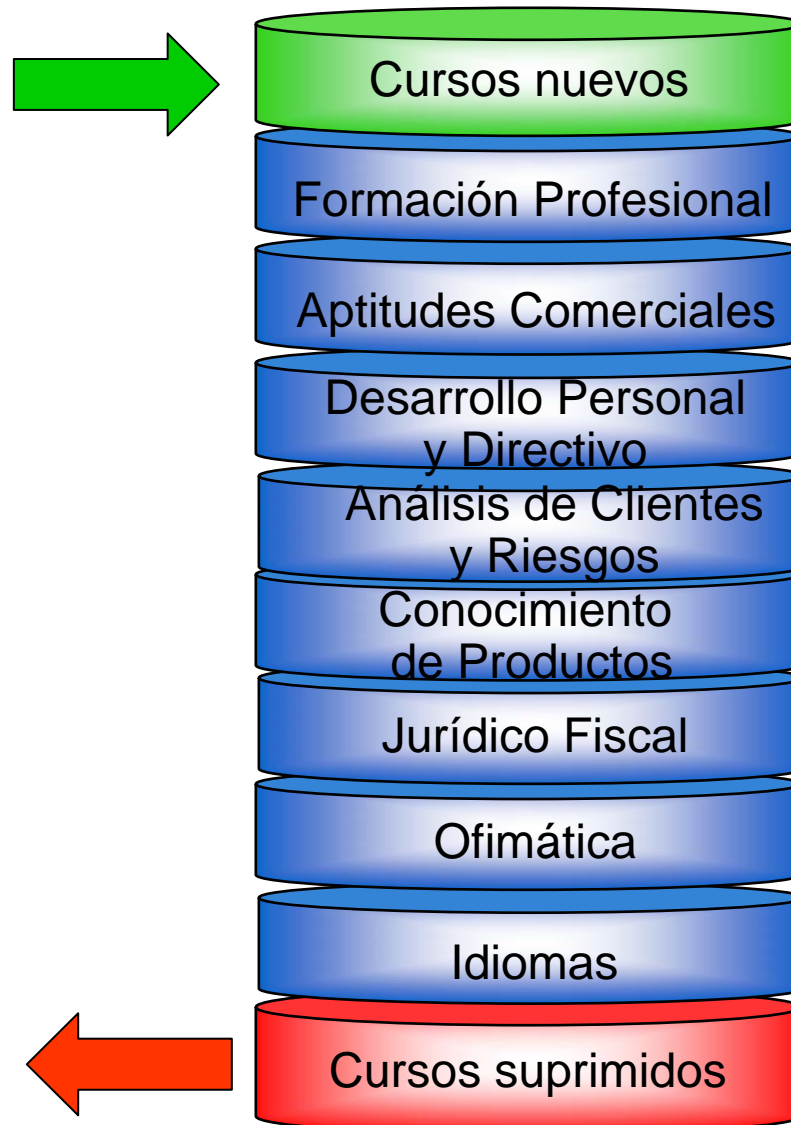 Cursos nuevos
Formación Profesional
Aptitudes Comerciales
Desarrollo Personal
y Directivo
Análisis de Clientes
y Riesgos
Conocimiento
de Productos
Jurídico Fiscal
Ofimática
Idiomas
Cursos suprimidos